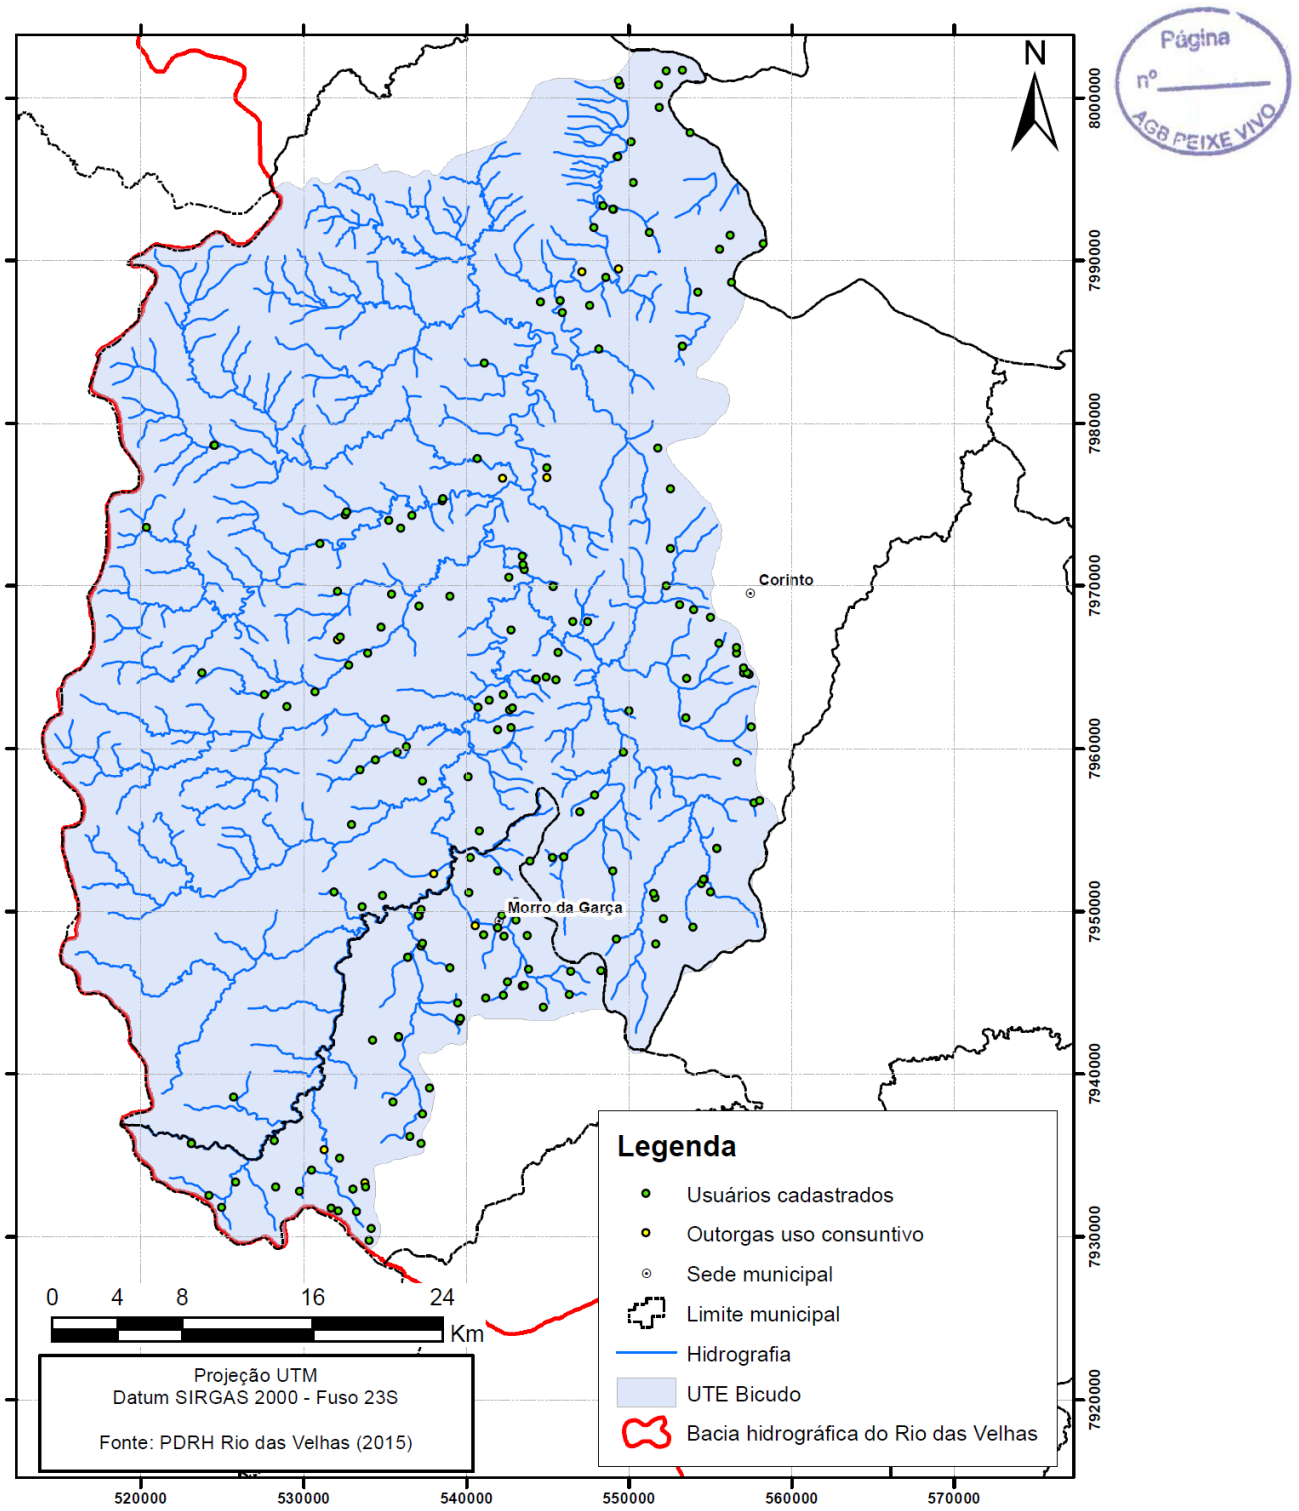 Página
nº
AGB PEIXE VIVO
N
8000000
7990000
7980000
7970000
7960000
7950000
7940000
7930000
7920000
Corinto
Morro da Garça
Legenda
Usuários cadastrados
Outorgas uso consuntivo
Sede municipal
Limite municipal
Hidrografia
UTE Bicudo
Bacia hidrográfica do Rio das Velhas
0 4 8 16 24
Km
Projeção UTM
Datum SIRGAS 2000 - Fuso 23S
Fonte: PDRH Rio das Velhas (2015)
520000 530000 540000 550000 560000 570000